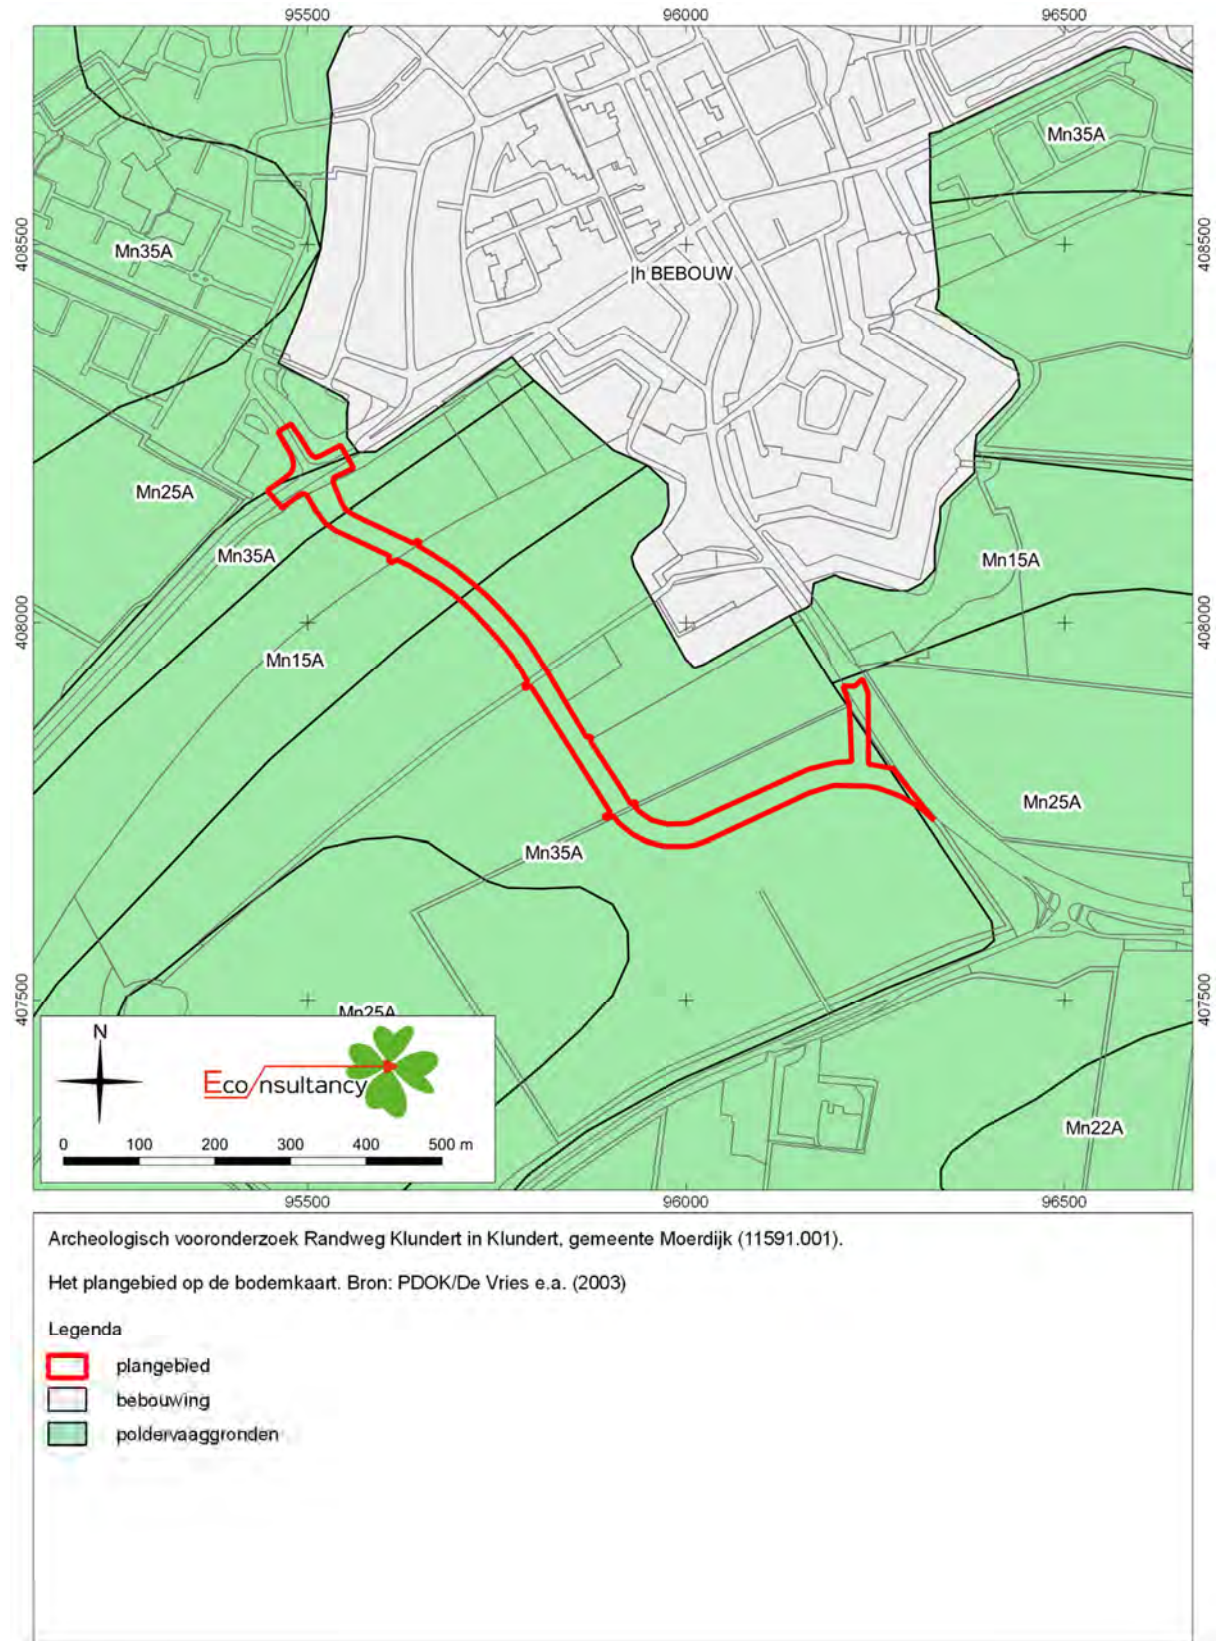 95500 96000 96500
Mn35A
408500 Mn35A 408500
|h BEBOUW
Mn25A
Mn35A Mn15A
408000 408000
Mn15A
Mn25A
Mn35A
407500 407500
Mn25A
N
Eco/nsultancy
Mn22A
0 100 200 300 400 500 m
95500 96000 96500
Archeologisch vooronderzoek Randweg Klundert in Klundert, gemeente Moerdijk (11591.001).
Het plangebied op de bodemkaart. Bron: PDOK/De Vries e.a. (2003)
Legenda
plangebied
bebouwing
poldervaaggronden